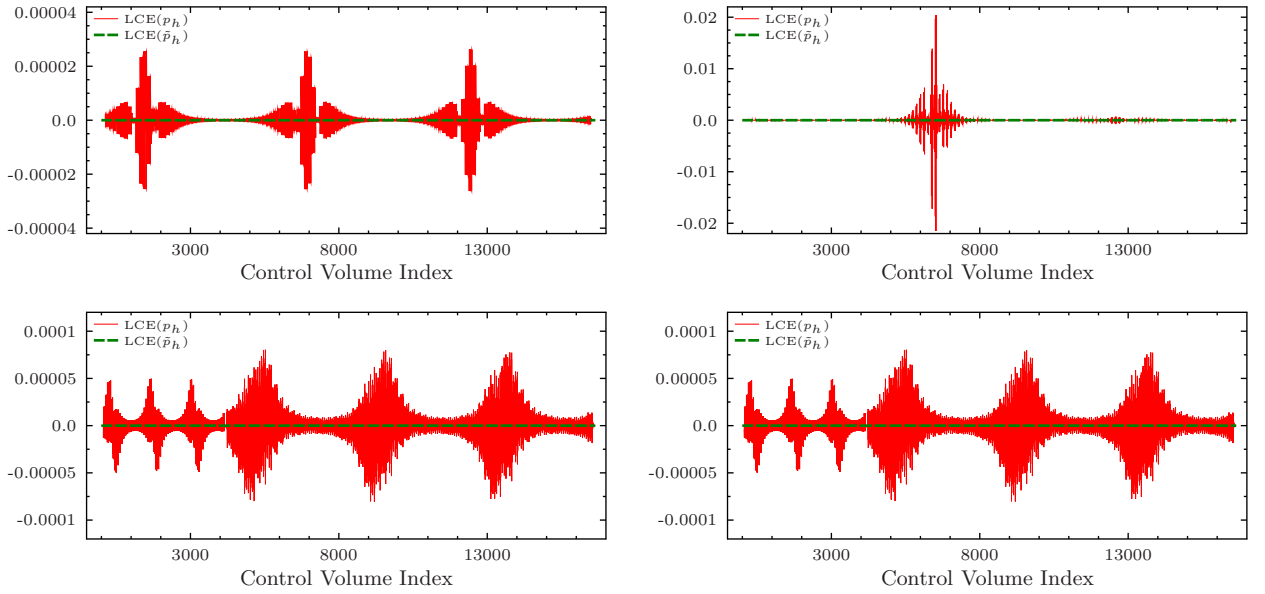 0.00004
0.00002
0.0
-0.00002
-0.00004
LCE(p_h)
LCE(p̃_h)
3000 8000 13000
Control Volume Index
0.02
0.01
0.0
-0.01
-0.02
LCE(p_h)
LCE(p̃_h)
3000 8000 13000
Control Volume Index
0.0001
0.00005
0.0
-0.00005
-0.0001
LCE(p_h)
LCE(p̃_h)
3000 8000 13000
Control Volume Index
0.0001
0.00005
0.0
-0.00005
-0.0001
LCE(p_h)
LCE(p̃_h)
3000 8000 13000
Control Volume Index